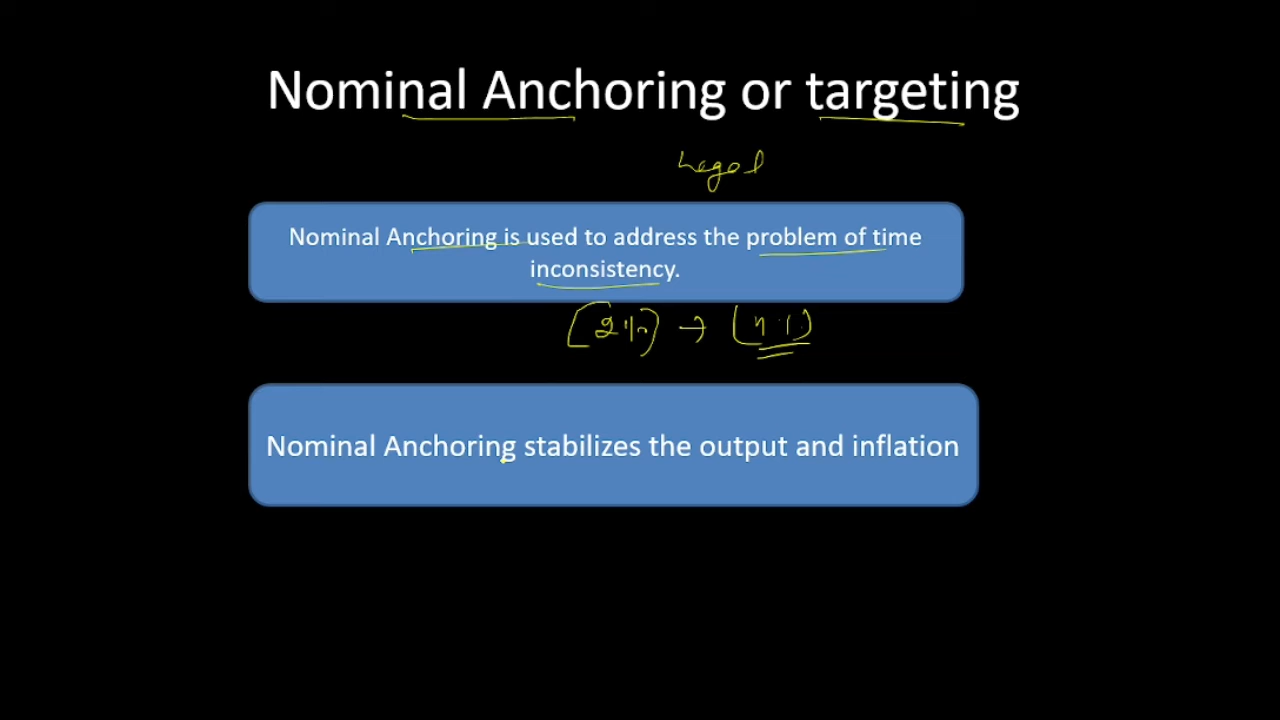 Nominal Anchoring or targeting
Nominal Anchoring is used to address the problem of time
inconsistency.
Nominal Anchoring stabilizes the output and inflation